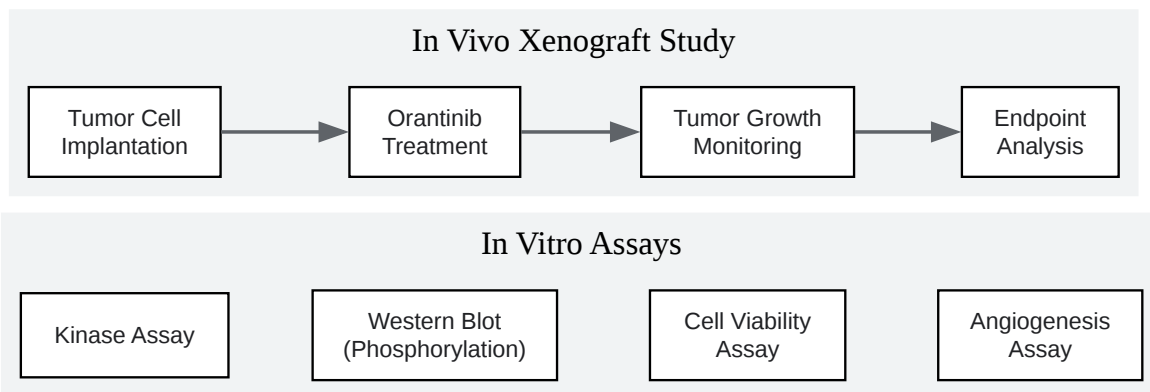 In Vivo Xenograft Study
Tumor Cell
Implantation
Orantinib
Treatment
Tumor Growth
Monitoring
Endpoint
Analysis
In Vitro Assays
Kinase Assay
Western Blot
(Phosphorylation)
Cell Viability
Assay
Angiogenesis
Assay